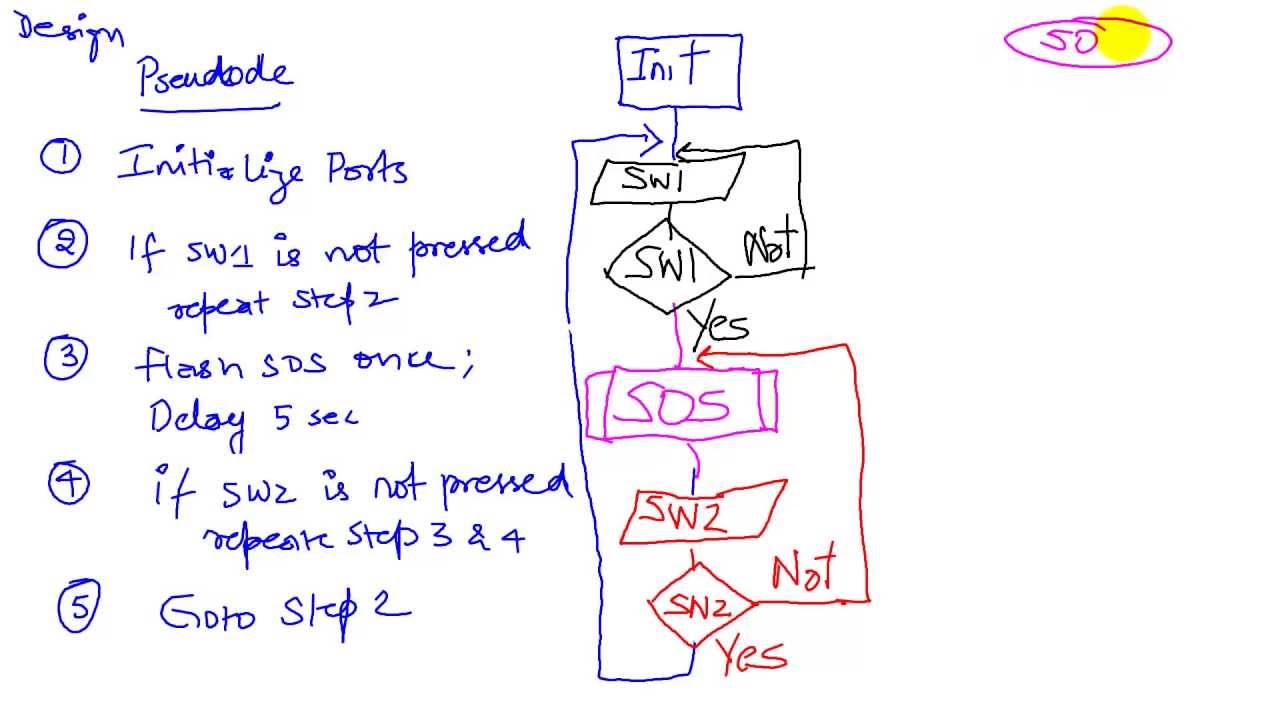 Design
Pseudode
1 Initialize Ports
2 If SW1 is not pressed
repeat Step 2
3 flash SOS once;
Delay 5 sec
4 if SW2 is not pressed
repeate Step 3 & 4
5 Goto Step 2
Init
SW1
SW1
Not
Yes
SOS
SW2
SW2
Not
Yes
SO